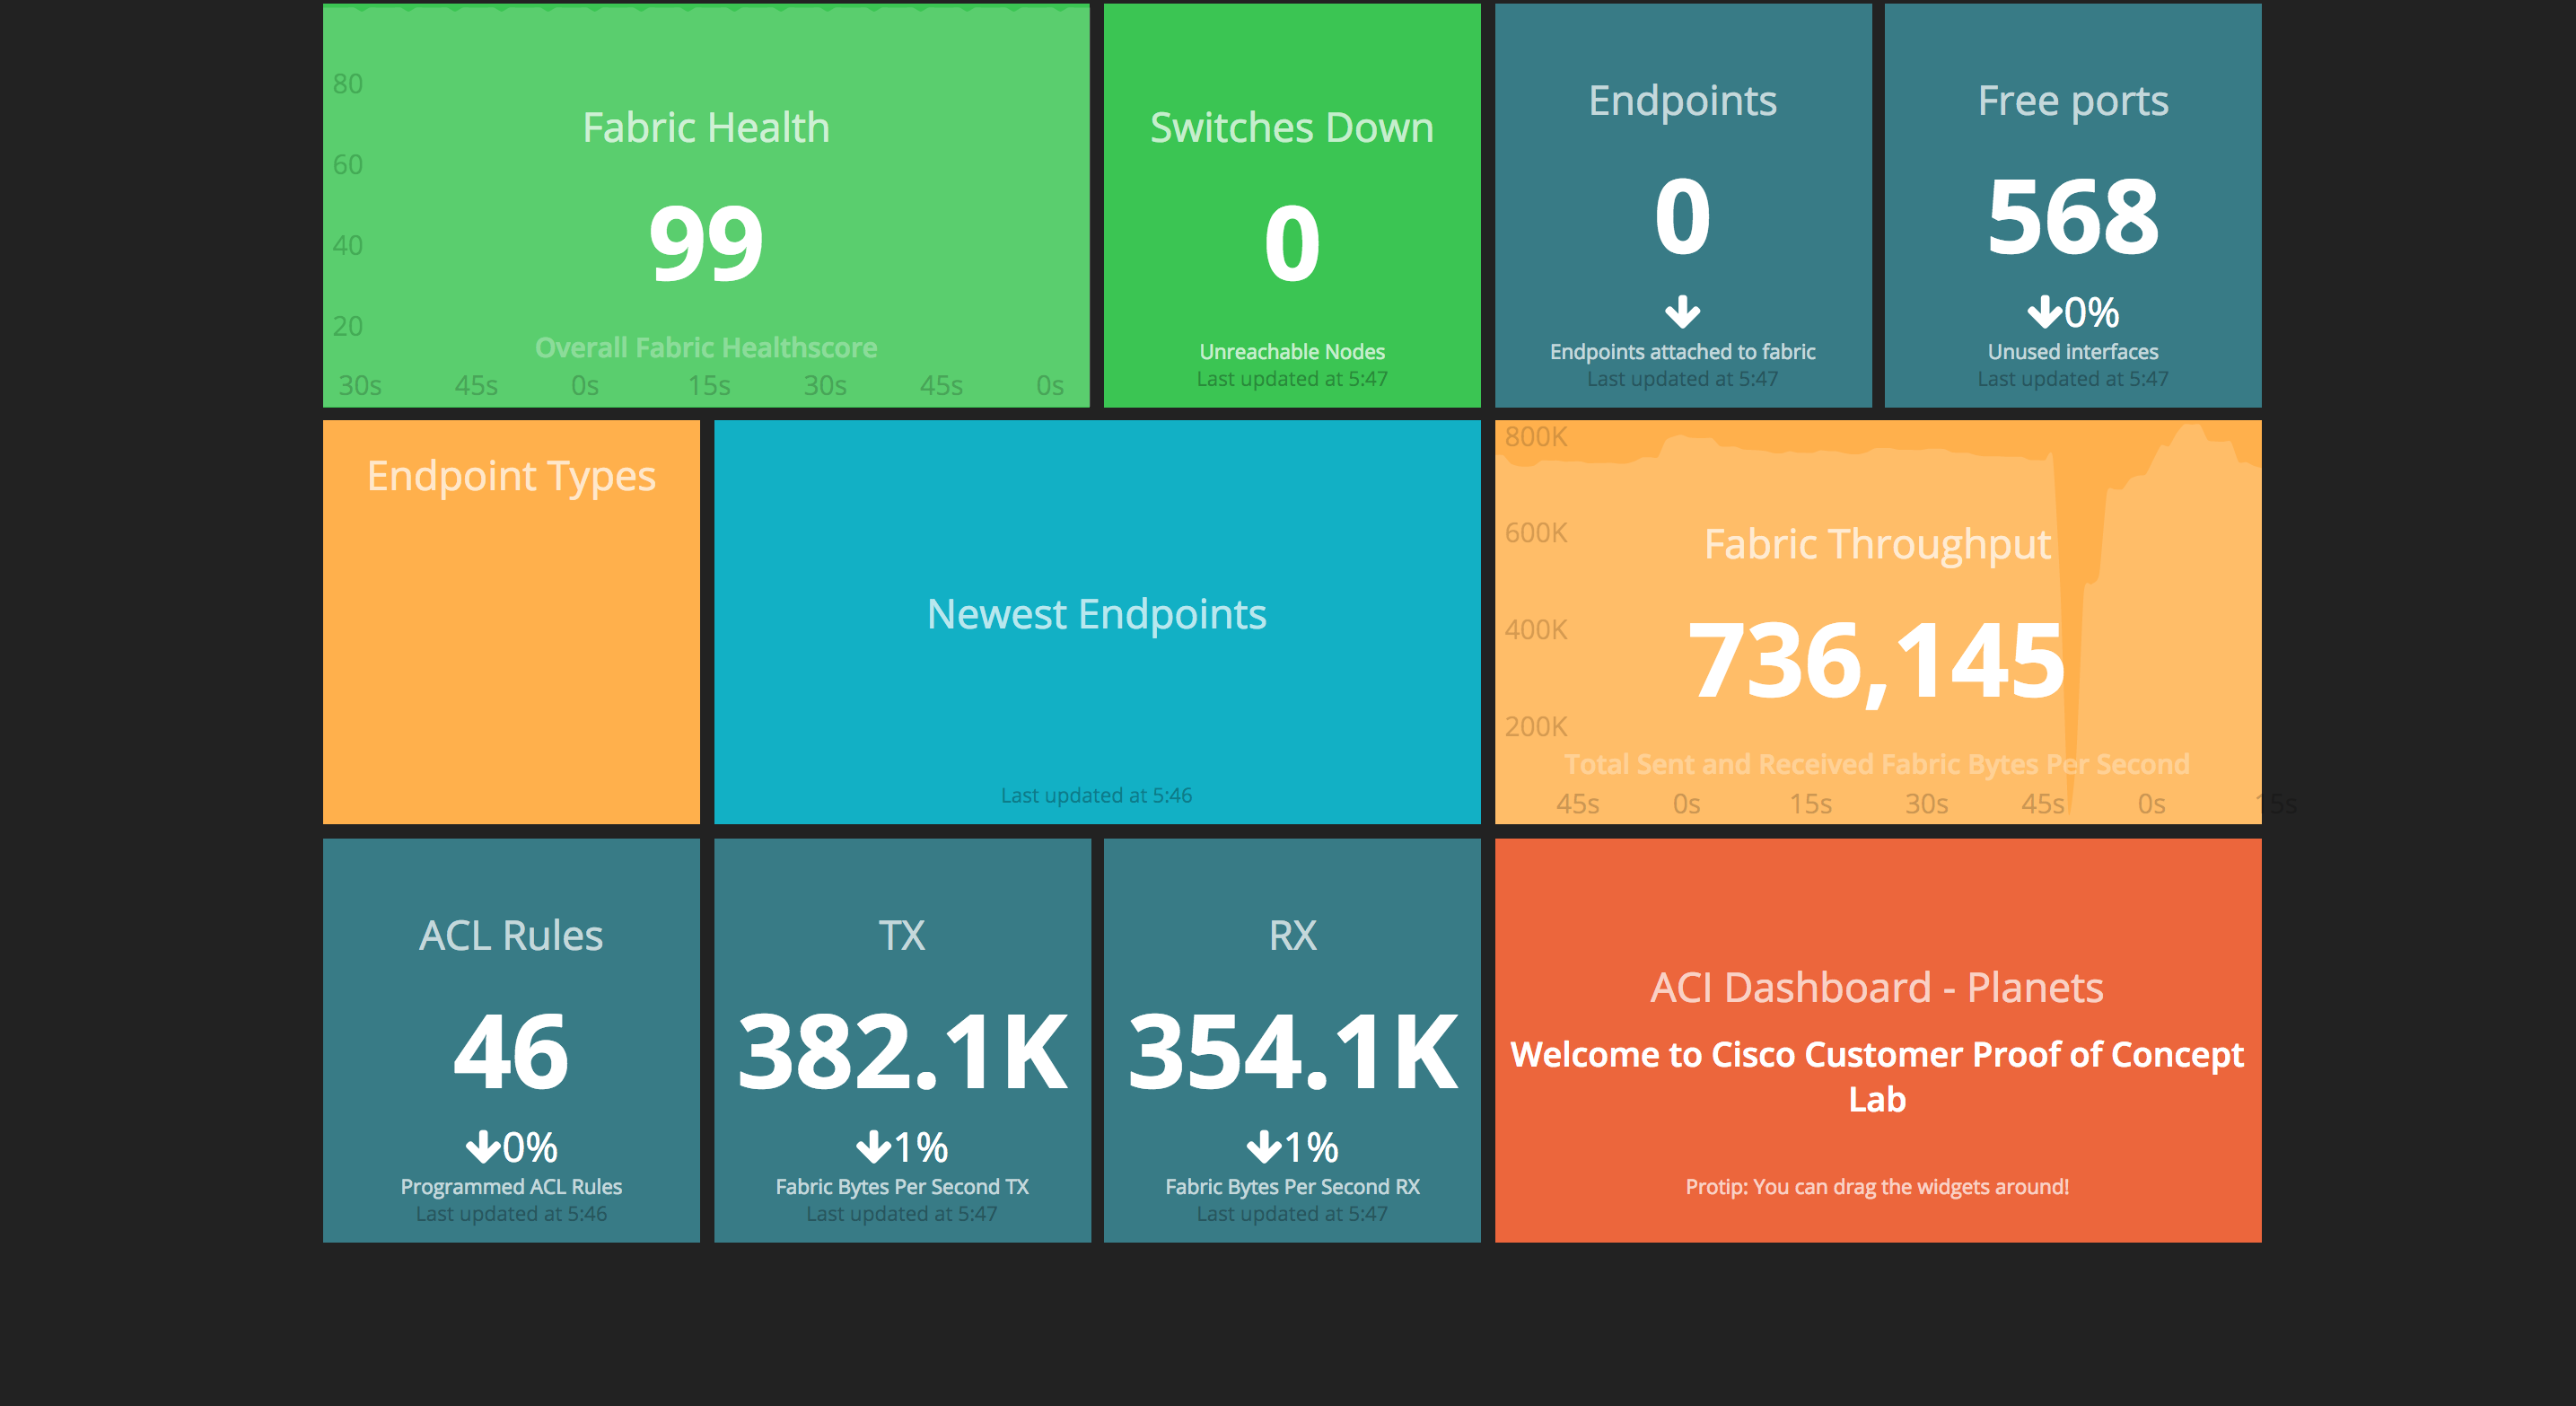 80
60
40
20
Fabric Health
99
Overall Fabric Healthscore
30s 45s 0s 15s 30s 45s 0s
Switches Down
0
Unreachable Nodes
Last updated at 5:47
Endpoints
0
Endpoints attached to fabric
Last updated at 5:47
Free ports
568
0%
Unused interfaces
Last updated at 5:47
Endpoint Types
Newest Endpoints
Last updated at 5:46
800K
600K
400K
200K
Fabric Throughput
736,145
Total Sent and Received Fabric Bytes Per Second
45s 0s 15s 30s 45s 0s 15s
ACL Rules
46
0%
Programmed ACL Rules
Last updated at 5:46
TX
382.1K
1%
Fabric Bytes Per Second TX
Last updated at 5:47
RX
354.1K
1%
Fabric Bytes Per Second RX
Last updated at 5:47
ACI Dashboard - Planets
Welcome to Cisco Customer Proof of Concept
Lab
Protip: You can drag the widgets around!